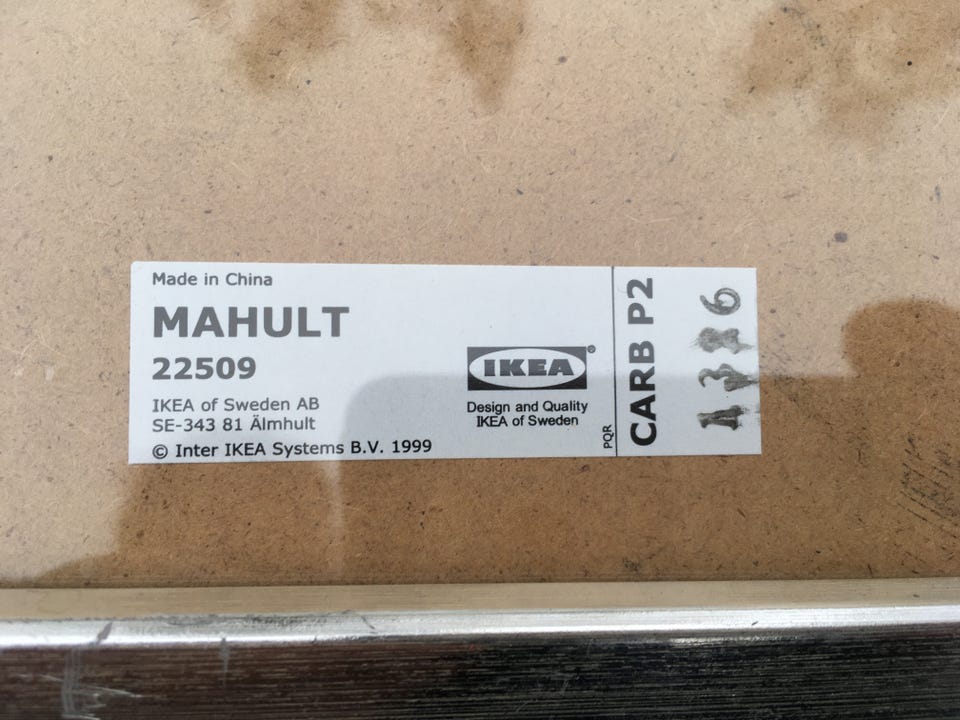 Made in China
MAHULT
22509
IKEA of Sweden AB
SE-343 81 Älmhult
© Inter IKEA Systems B.V. 1999
IKEA®
Design and Quality
IKEA of Sweden
PQR
CARB P2